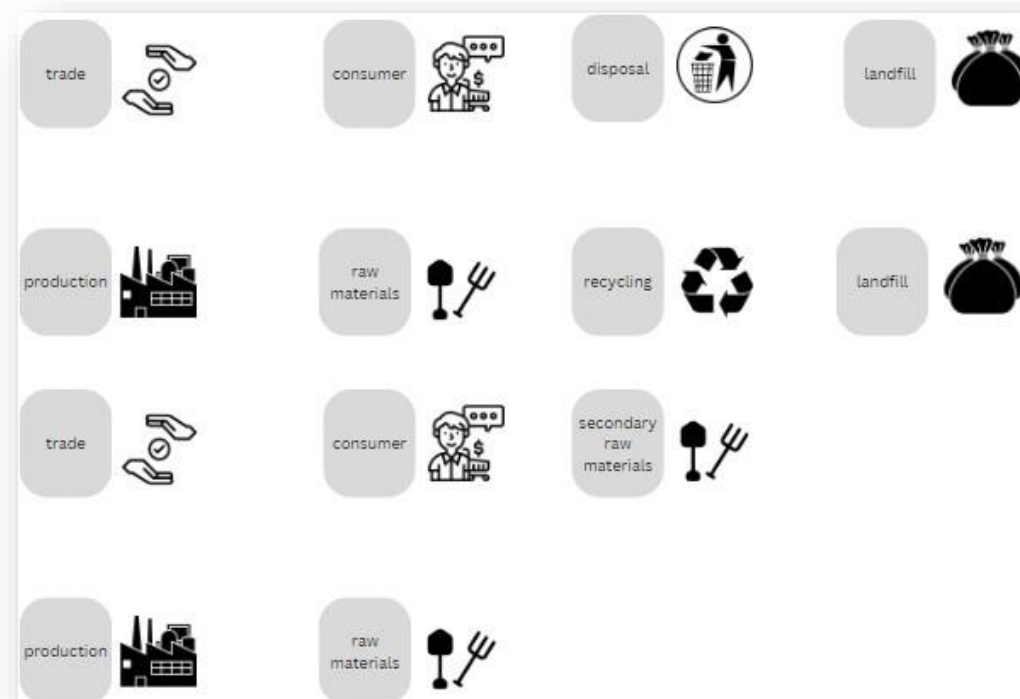 trade
consumer
$
disposal
landfill
production
raw
materials
recycling
landfill
trade
consumer
$
secondary
raw
materials
production
raw
materials